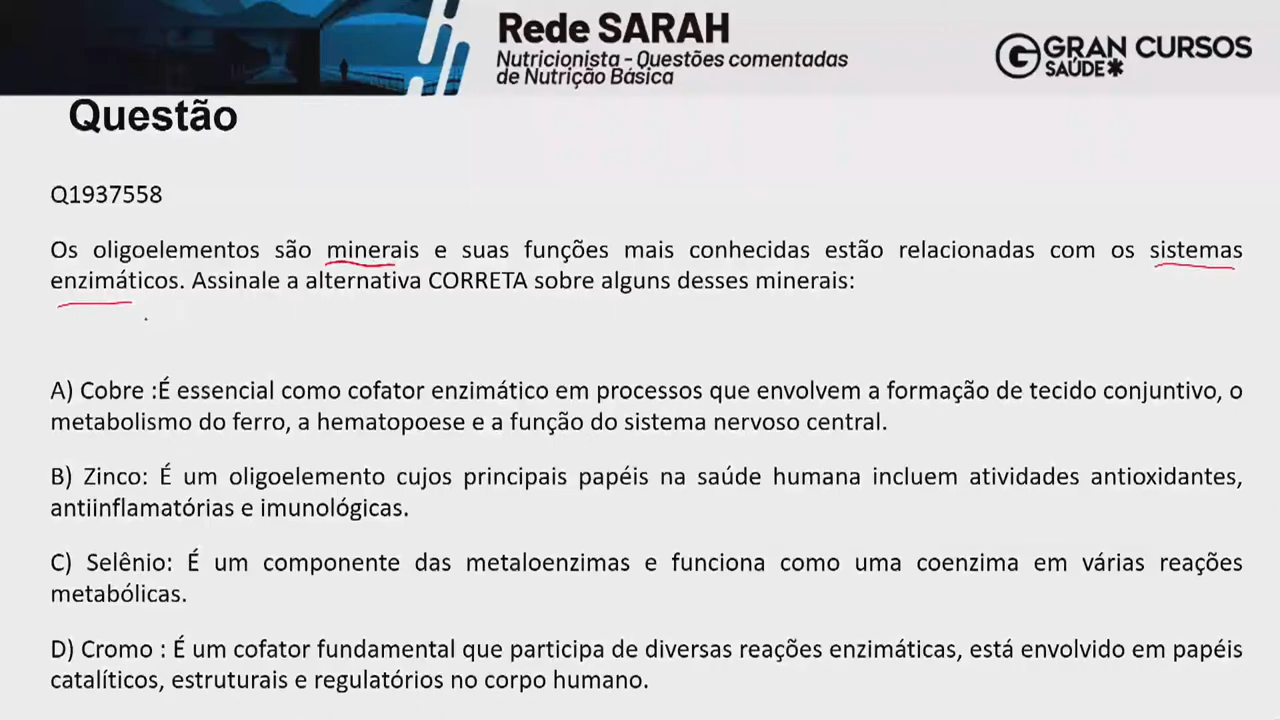 Rede SARAH
Nutricionista - Questões comentadas
de Nutrição Básica
GRAN CURSOS
SAÚDE
Questão
Q1937558
Os oligoelementos são minerais e suas funções mais conhecidas estão relacionadas com os sistemas
enzimáticos. Assinale a alternativa CORRETA sobre alguns desses minerais:
A) Cobre :É essencial como cofator enzimático em processos que envolvem a formação de tecido conjuntivo, o
metabolismo do ferro, a hematopoese e a função do sistema nervoso central.
B) Zinco: É um oligoelemento cujos principais papéis na saúde humana incluem atividades antioxidantes,
antiinflamatórias e imunológicas.
C) Selênio: É um componente das metaloenzimas e funciona como uma coenzima em várias reações
metabólicas.
D) Cromo : É um cofator fundamental que participa de diversas reações enzimáticas, está envolvido em papéis
catalíticos, estruturais e regulatórios no corpo humano.